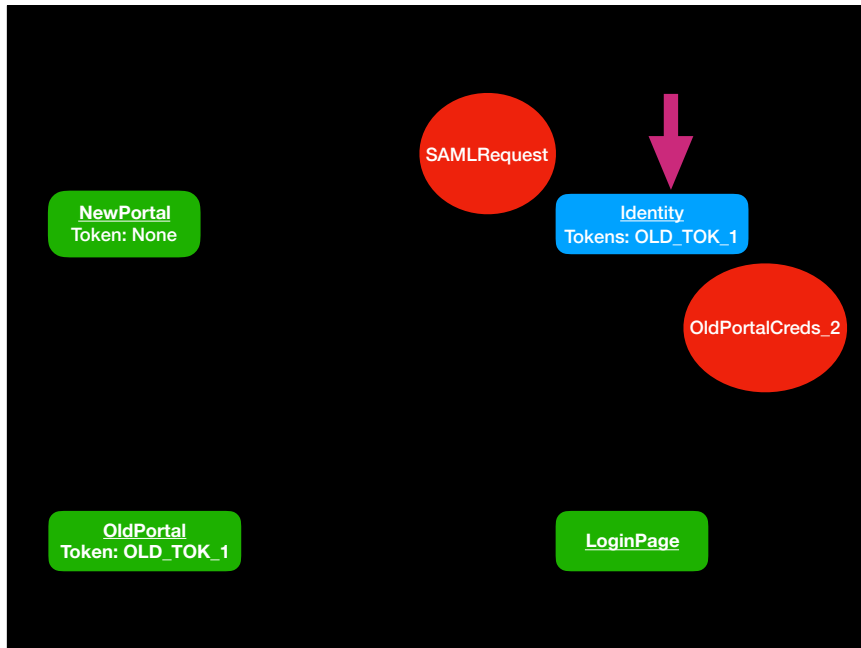 SAMLRequest
NewPortal
Token: None
Identity
Tokens: OLD_TOK_1
OldPortalCreds_2
OldPortal
Token: OLD_TOK_1
LoginPage